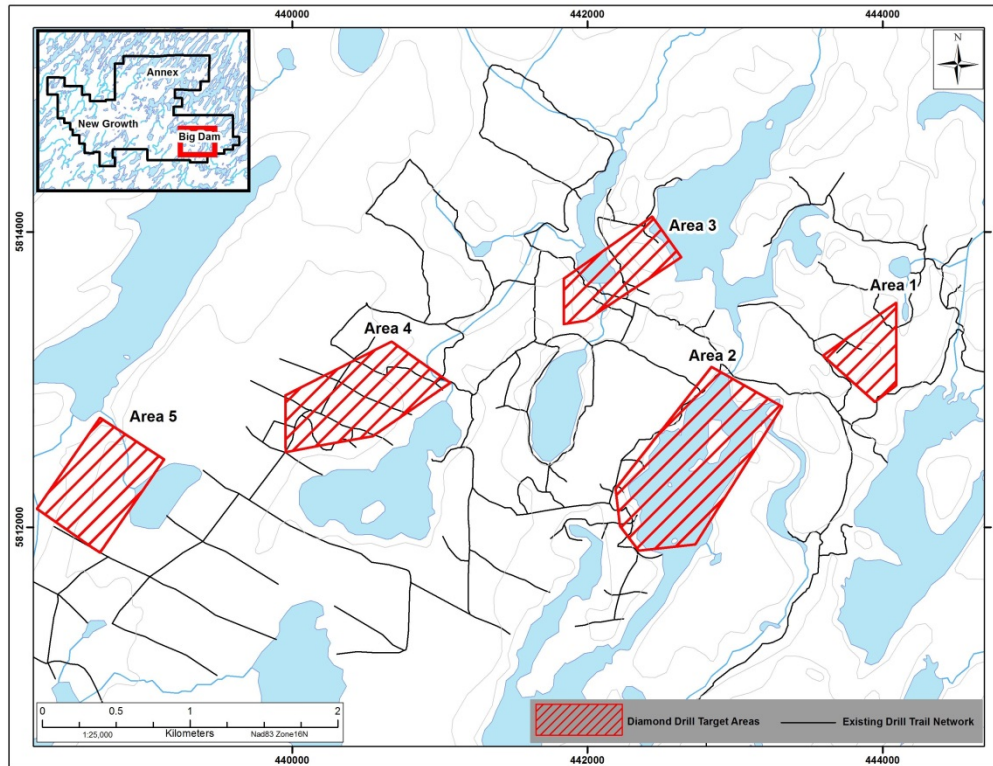 440000 442000 444000
Annex
New Growth
Big Dam
N
5814000
Area 3
Area 1
Area 4
Area 2
Area 5
5812000
0 0.5 1 2
1:25,000 Kilometers Nad83 Zone16N
Diamond Drill Target Areas Existing Drill Trail Network
440000 442000 444000